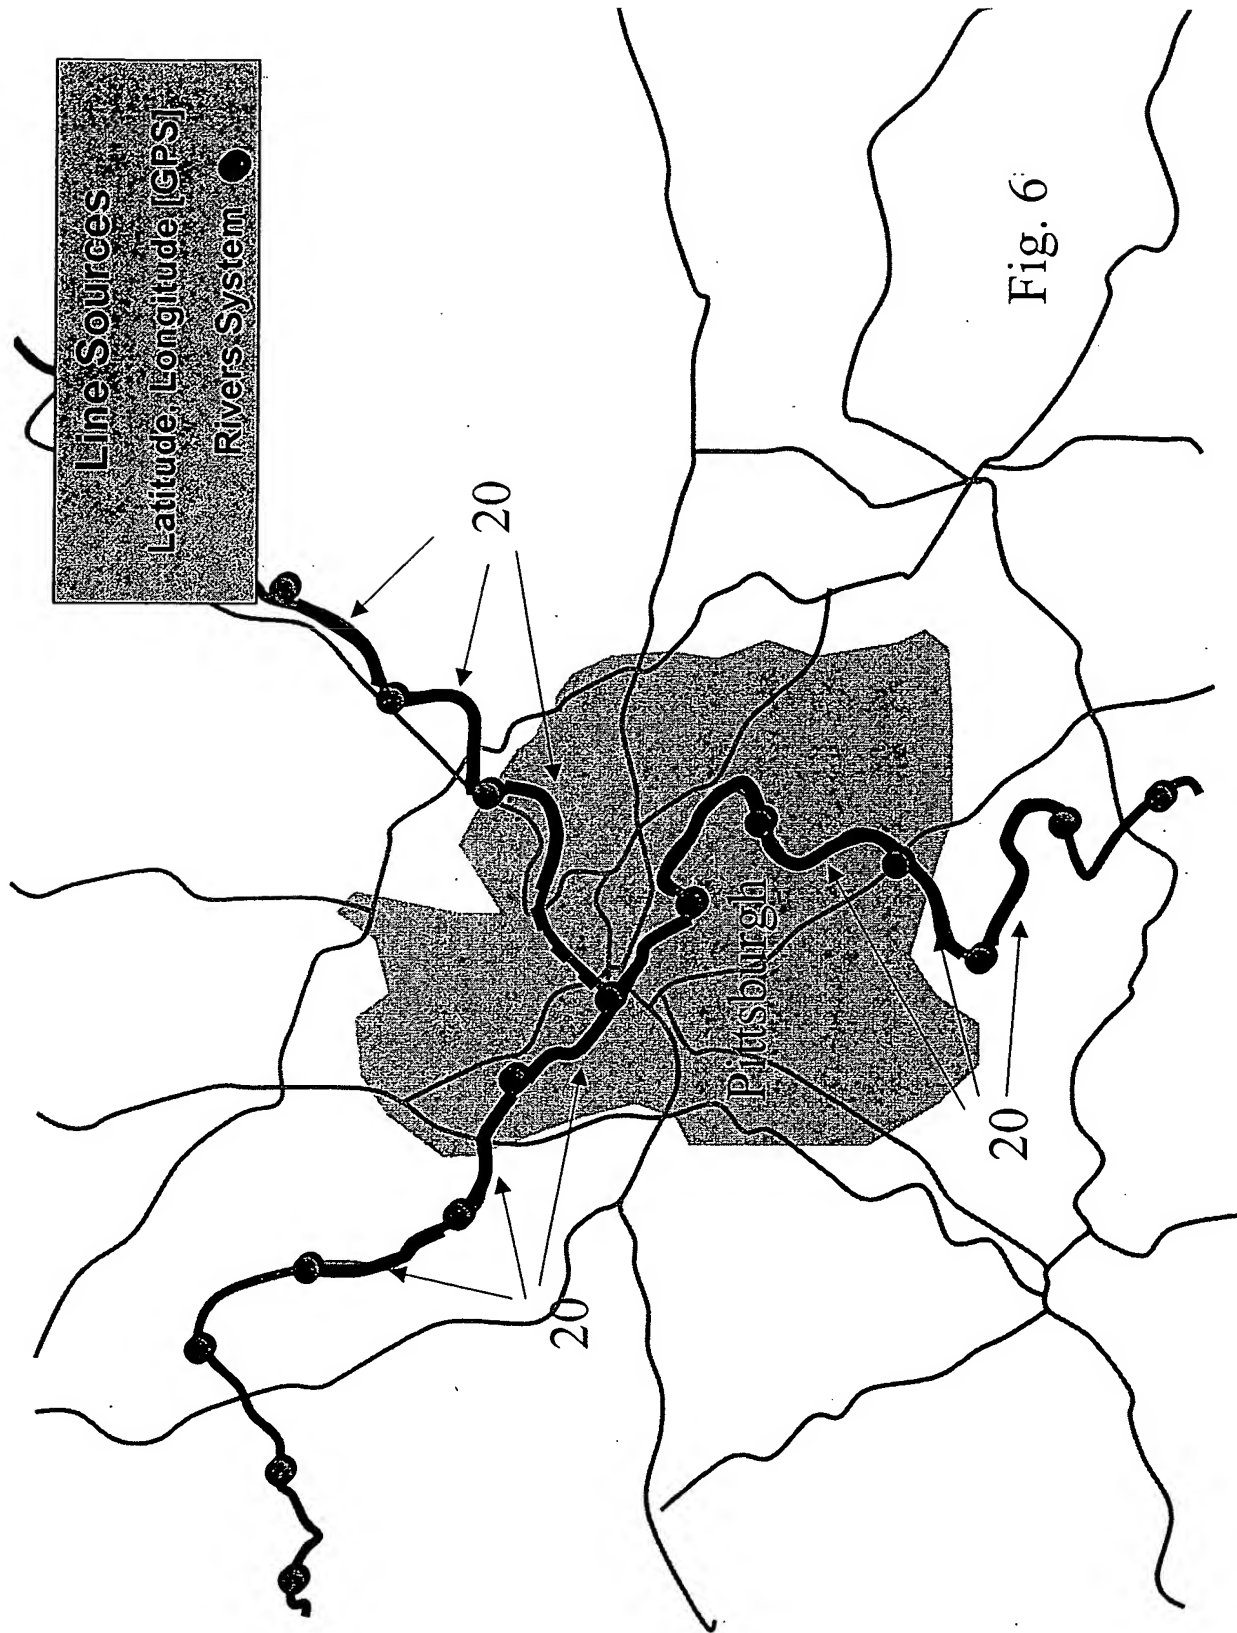 Line Sources
Latitude, Longitude [GPS]
Rivers System
20
20
Pittsburgh
20
Fig. 6